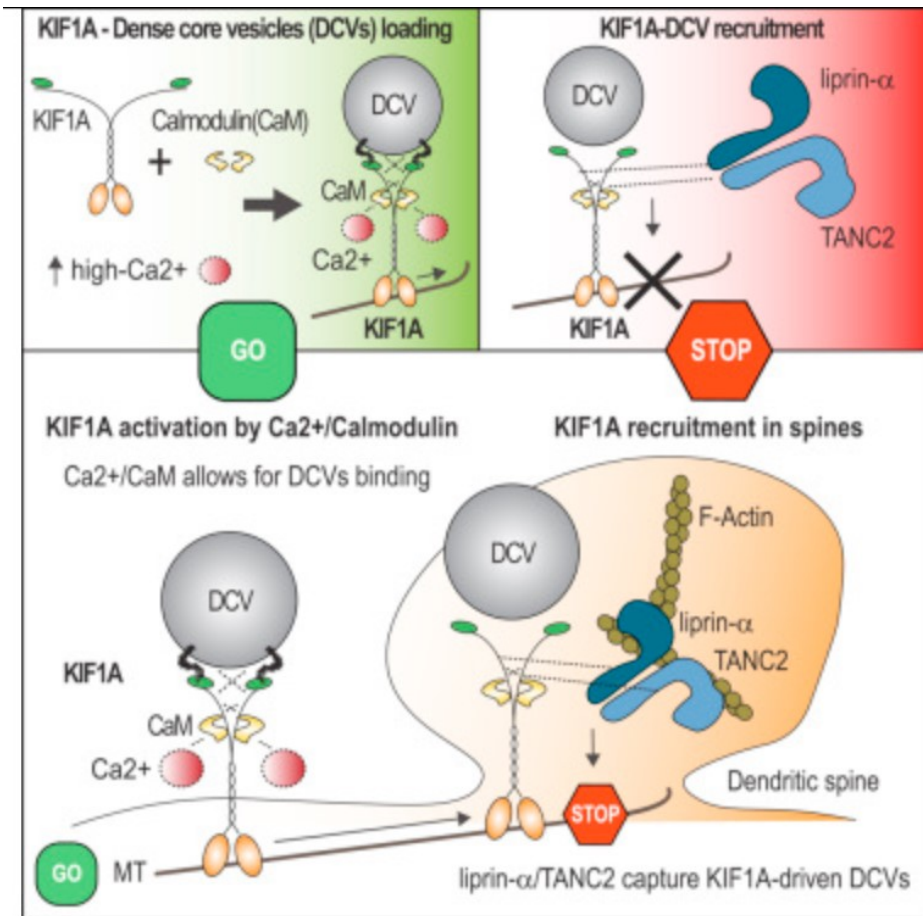 KIF1A - Dense core vesicles (DCVs) loading
KIF1A
Calmodulin(CaM)
+
DCV
CaM
Ca2+
↑ high-Ca2+
KIF1A
GO
KIF1A-DCV recruitment
DCV
liprin-α
TANC2
KIF1A
STOP
KIF1A activation by Ca2+/Calmodulin
Ca2+/CaM allows for DCVs binding
DCV
KIF1A
CaM
Ca2+
GO
MT
KIF1A recruitment in spines
F-Actin
DCV
liprin-α
TANC2
Dendritic spine
STOP
liprin-α/TANC2 capture KIF1A-driven DCVs